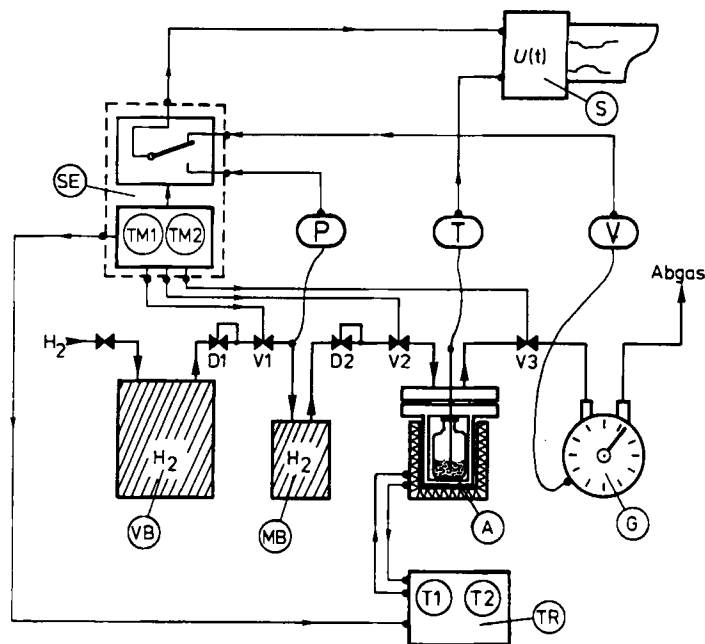 U(t)
S
SE
TM1 TM2
P
T
V
Abgas
H₂
D1
V1
D2
V2
V3
H₂
H₂
VB
MB
A
G
T1 T2
TR